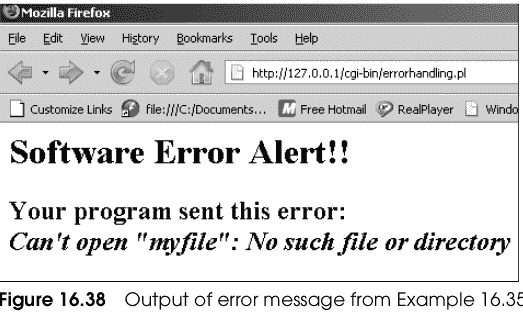 Mozilla Firefox
File Edit View History Bookmarks Tools Help
http://127.0.0.1/cgi-bin/errorhandling.pl
Customize Links file:///C:/Documents... Free Hotmail RealPlayer Windo
Software Error Alert!!
Your program sent this error:
Can't open "myfile": No such file or directory
Figure 16.38 Output of error message from Example 16.35